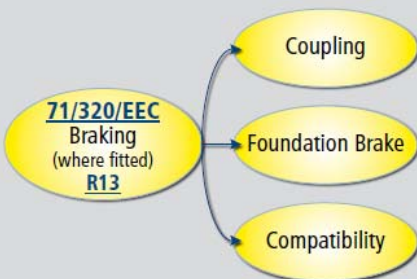 71/320/EEC
Braking
(where fitted)
R13
Coupling
Foundation Brake
Compatibility